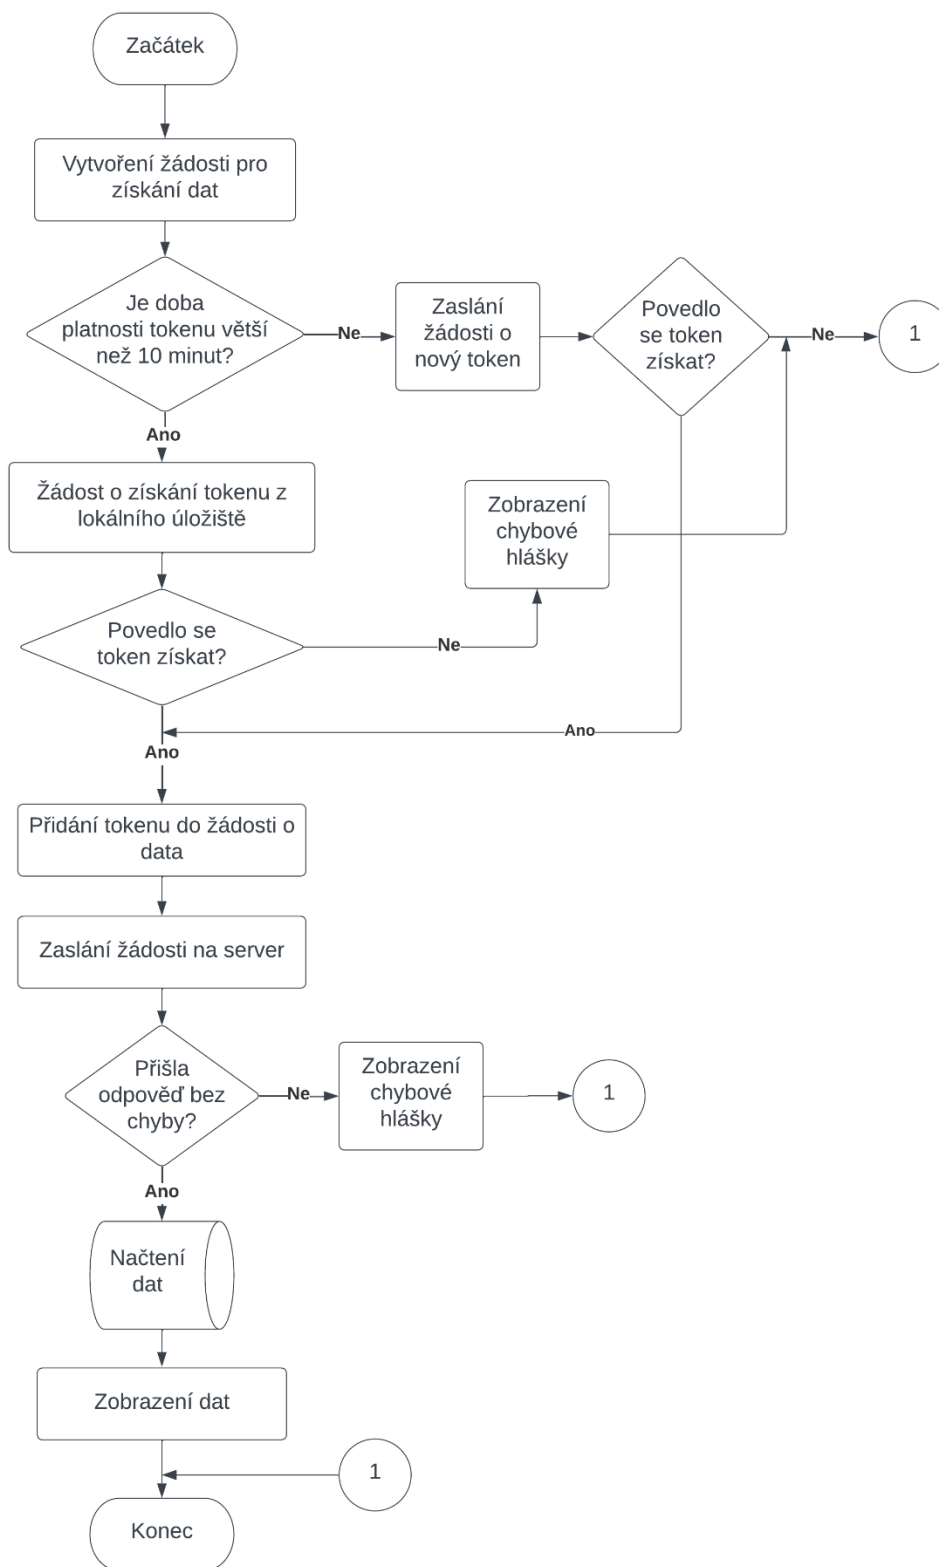 Začátek
Vytvoření žádosti pro
získání dat
Je doba
platnosti tokenu větší
než 10 minut?
Ne
Zaslání
žádosti o
nový token
Povedlo
se token
získat?
Ne
1
Ano
Žádost o získání tokenu z
lokálního úložiště
Zobrazení
chybové
hlášky
Povedlo se
token získat?
Ne
Ano
Ano
Přidání tokenu do žádosti o
data
Zaslání žádosti na server
Přišla
odpověď bez
chyby?
Ne
Zobrazení
chybové
hlášky
1
Ano
Načtení
dat
Zobrazení dat
1
Konec